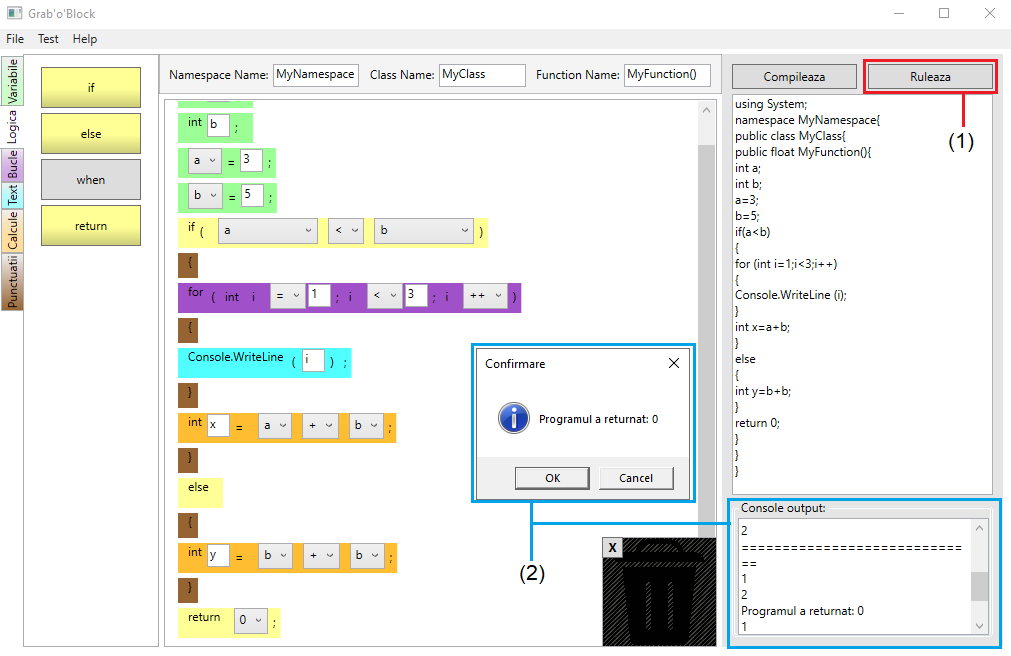 Grab'o'Block
File Test Help
Variabile
Logica
Bucle
Text
Calcule
Punctuatii
if
else
when
return
Namespace Name: MyNamespace Class Name: MyClass Function Name: MyFunction()
int b ;
a = 3 ;
b = 5 ;
if ( a < b )
{
for ( int i = 1 ; i < 3 ; i ++ )
{
Console.WriteLine ( i ) ;
}
int x = a + b ;
}
else
{
int y = b + b ;
}
return 0 ;
Confirmare
Programul a returnat: 0
OK Cancel
(2)
X
Compileaza Ruleaza
(1)
using System;
namespace MyNamespace{
public class MyClass{
public float MyFunction(){
int a;
int b;
a=3;
b=5;
if(a<b)
{
for (int i=1;i<3;i++)
{
Console.WriteLine (i);
}
int x=a+b;
}
else
{
int y=b+b;
}
return 0;
}
}
}
Console output:
2
===========================
==
1
2
Programul a returnat: 0
1